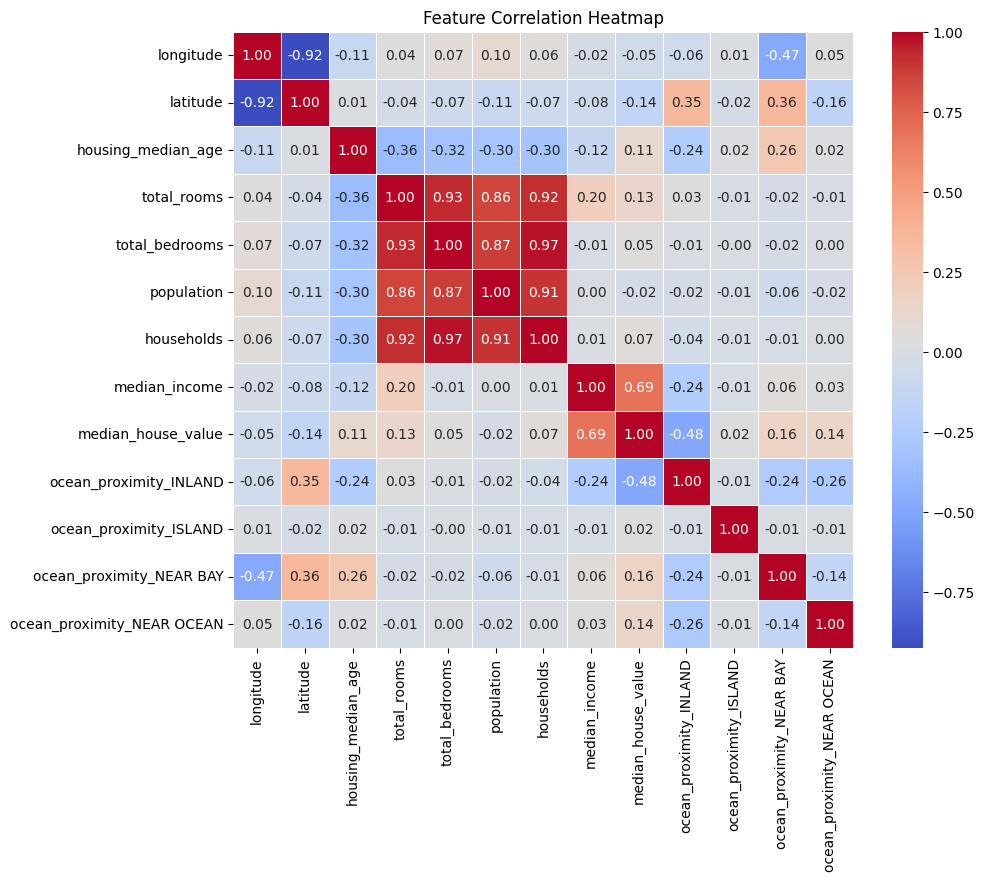 Feature Correlation Heatmap
longitude 1.00 -0.92 -0.11 0.04 0.07 0.10 0.06 -0.02 -0.05 -0.06 0.01 -0.47 0.05
latitude -0.92 1.00 0.01 -0.04 -0.07 -0.11 -0.07 -0.08 -0.14 0.35 -0.02 0.36 -0.16
housing_median_age -0.11 0.01 1.00 -0.36 -0.32 -0.30 -0.30 -0.12 0.11 -0.24 0.02 0.26 0.02
total_rooms 0.04 -0.04 -0.36 1.00 0.93 0.86 0.92 0.20 0.13 0.03 -0.01 -0.02 -0.01
total_bedrooms 0.07 -0.07 -0.32 0.93 1.00 0.87 0.97 -0.01 0.05 -0.01 -0.00 -0.02 0.00
population 0.10 -0.11 -0.30 0.86 0.87 1.00 0.91 0.00 -0.02 -0.02 -0.01 -0.06 -0.02
households 0.06 -0.07 -0.30 0.92 0.97 0.91 1.00 0.01 0.07 -0.04 -0.01 -0.01 0.00
median_income -0.02 -0.08 -0.12 0.20 -0.01 0.00 0.01 1.00 0.69 -0.24 -0.01 0.06 0.03
median_house_value -0.05 -0.14 0.11 0.13 0.05 -0.02 0.07 0.69 1.00 -0.48 0.02 0.16 0.14
ocean_proximity_INLAND -0.06 0.35 -0.24 0.03 -0.01 -0.02 -0.04 -0.24 -0.48 1.00 -0.01 -0.24 -0.26
ocean_proximity_ISLAND 0.01 -0.02 0.02 -0.01 -0.00 -0.01 -0.01 -0.01 0.02 -0.01 1.00 -0.01 -0.01
ocean_proximity_NEAR BAY -0.47 0.36 0.26 -0.02 -0.02 -0.06 -0.01 0.06 0.16 -0.24 -0.01 1.00 -0.14
ocean_proximity_NEAR OCEAN 0.05 -0.16 0.02 -0.01 0.00 -0.02 0.00 0.03 0.14 -0.26 -0.01 -0.14 1.00
longitude
latitude
housing_median_age
total_rooms
total_bedrooms
population
households
median_income
median_house_value
ocean_proximity_INLAND
ocean_proximity_ISLAND
ocean_proximity_NEAR BAY
ocean_proximity_NEAR OCEAN
1.00
0.75
0.50
0.25
0.00
−0.25
−0.50
−0.75